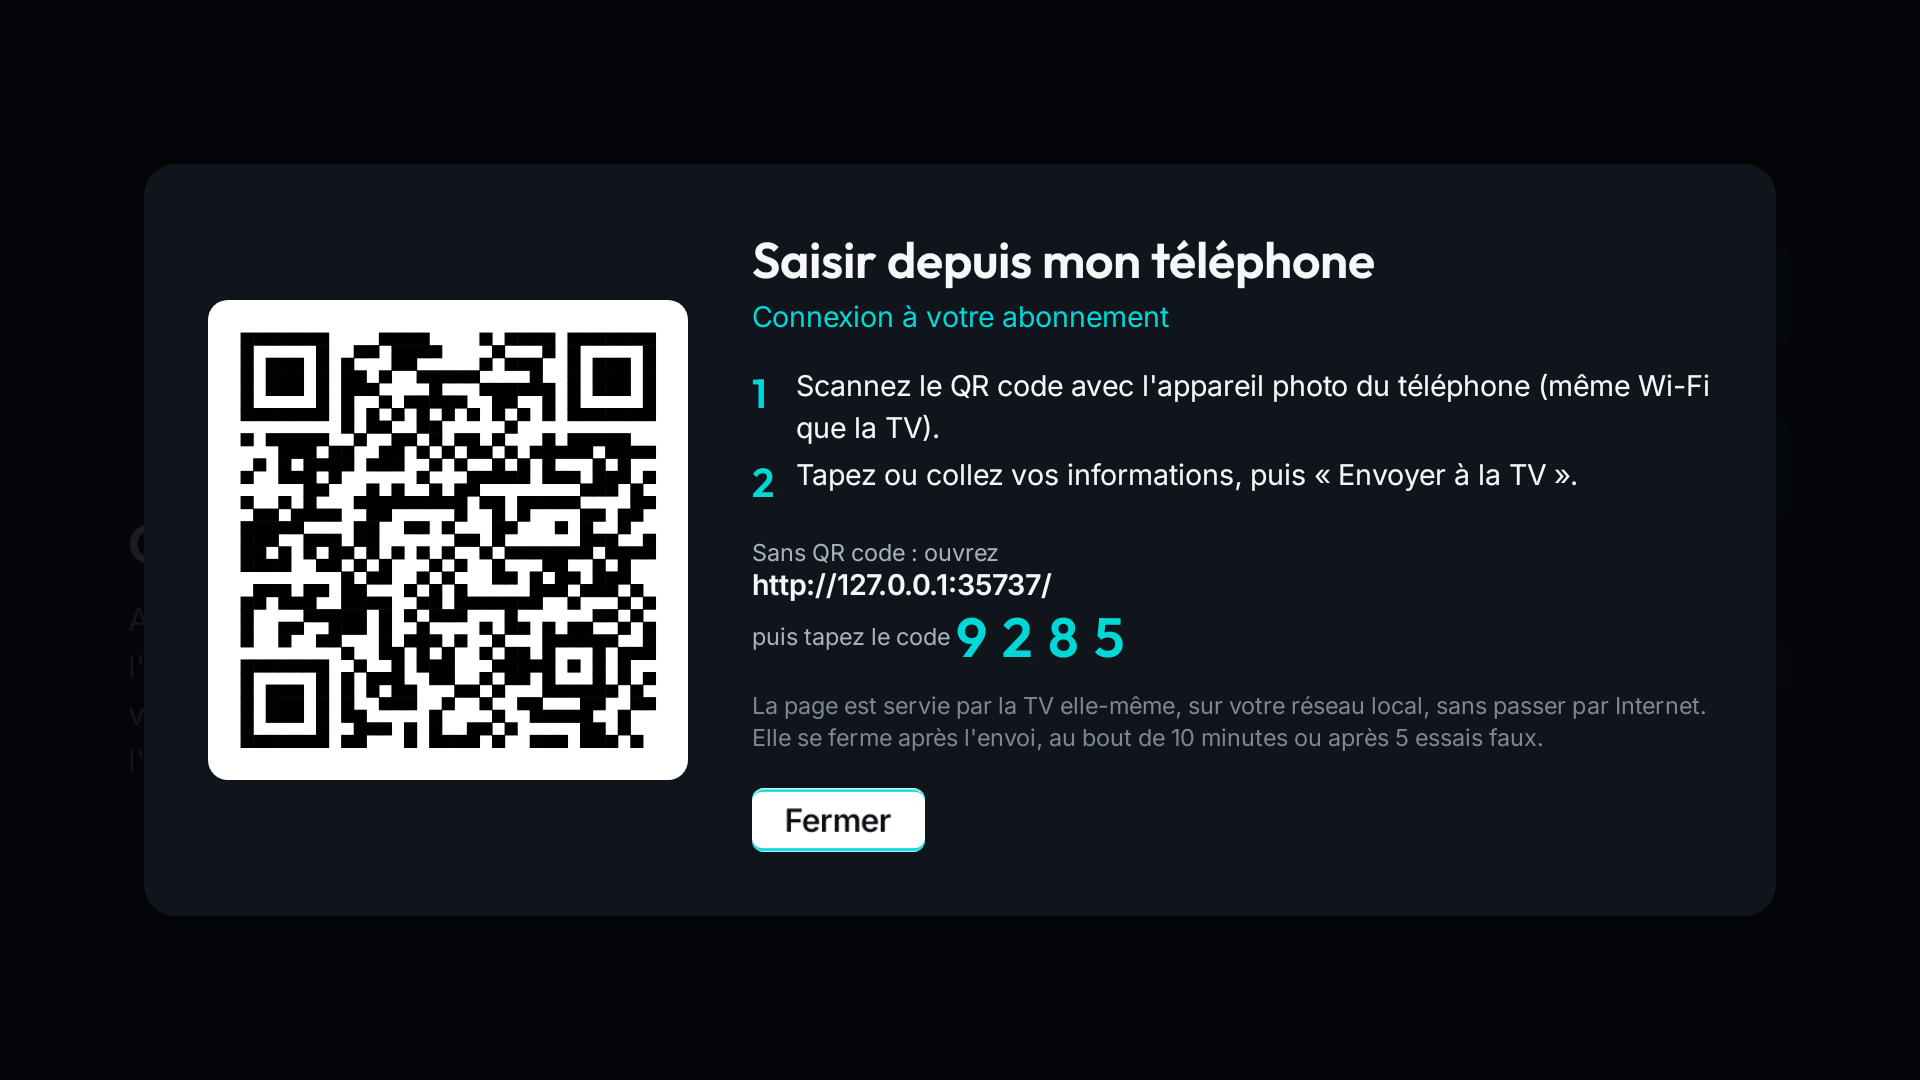 Saisir depuis mon téléphone
Connexion à votre abonnement
1 Scannez le QR code avec l'appareil photo du téléphone (même Wi-Fi
que la TV).
2 Tapez ou collez vos informations, puis « Envoyer à la TV ».
Sans QR code : ouvrez
http://127.0.0.1:35737/
puis tapez le code 9 2 8 5
La page est servie par la TV elle-même, sur votre réseau local, sans passer par Internet.
Elle se ferme après l'envoi, au bout de 10 minutes ou après 5 essais faux.
Fermer